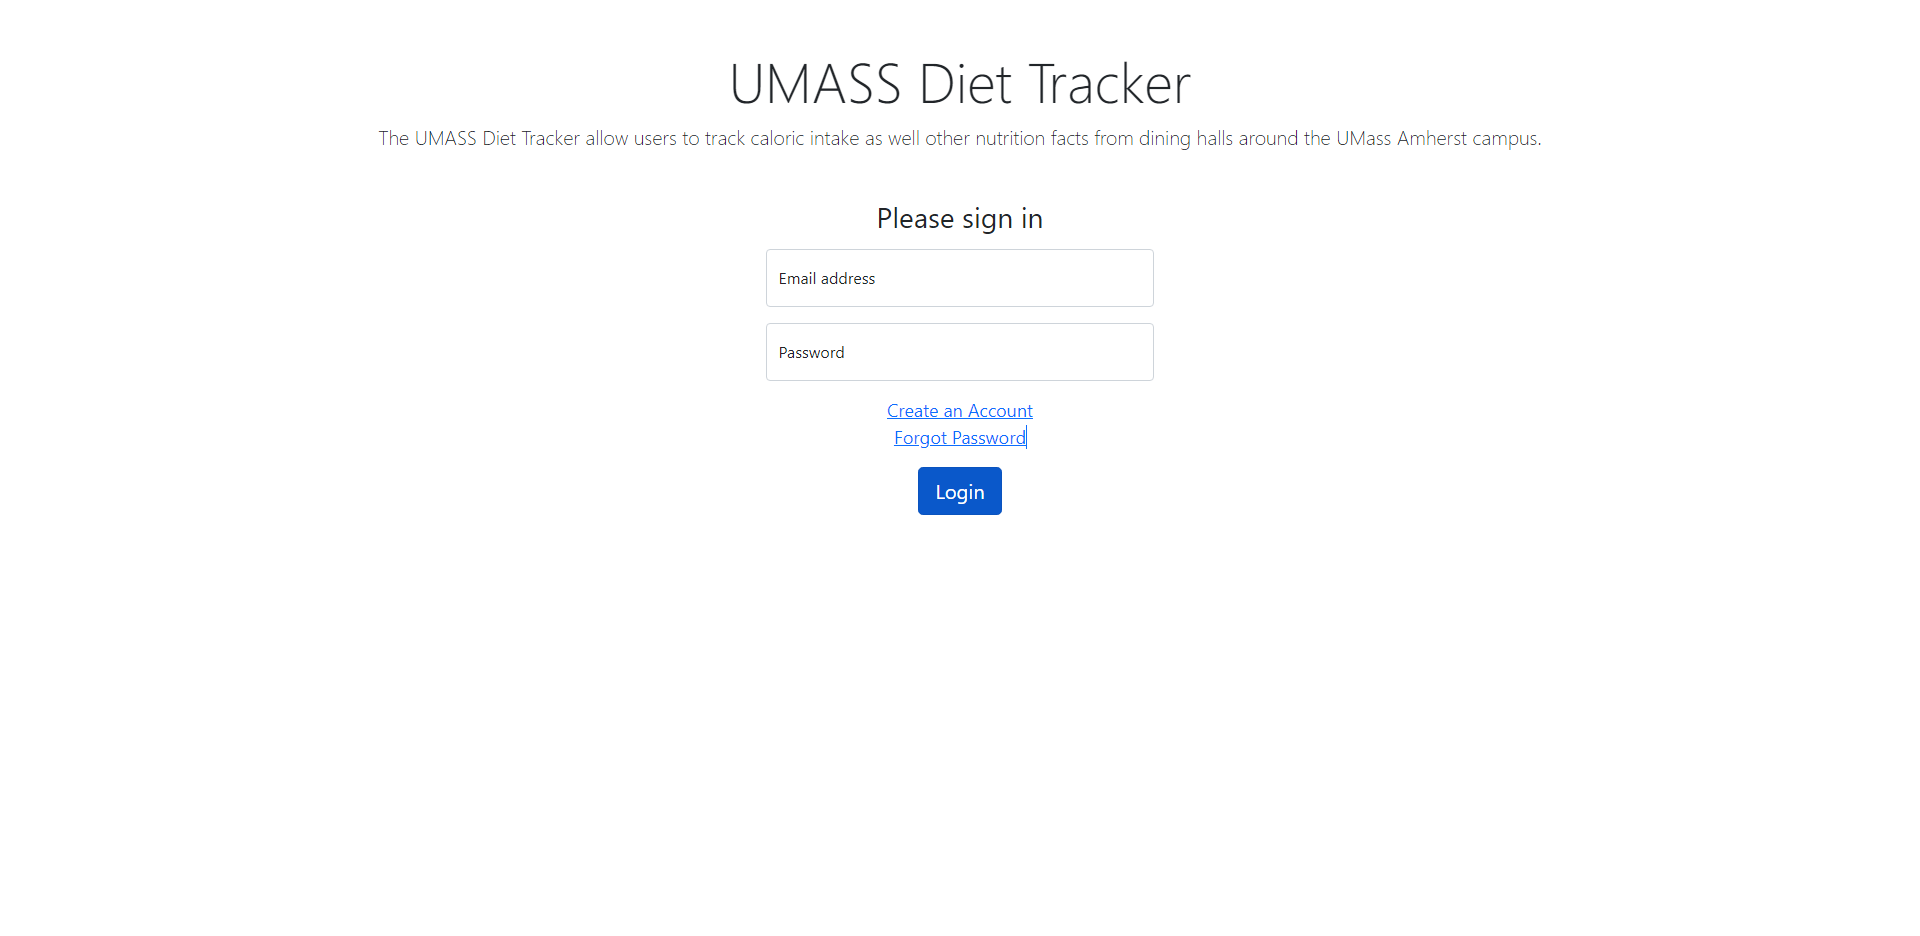 UMASS Diet Tracker
The UMASS Diet Tracker allow users to track caloric intake as well other nutrition facts from dining halls around the UMass Amherst campus.
Please sign in
Email address
Password
Create an Account
Forgot Password
Login